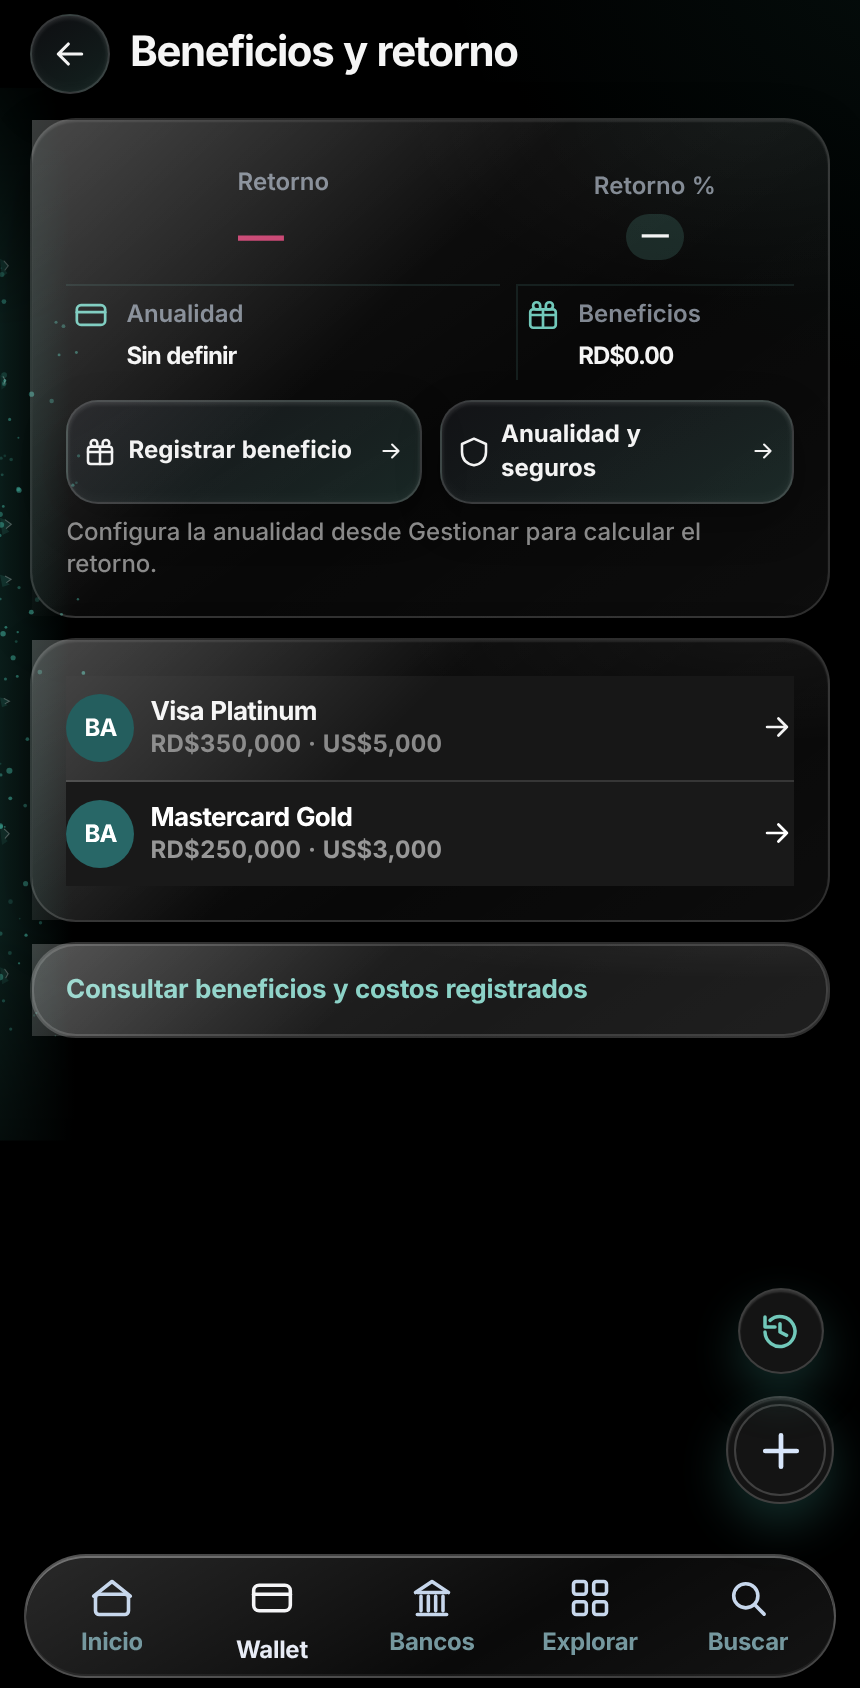 Beneficios y retorno
Retorno
Retorno %
—
—
Anualidad
Beneficios
Sin definir
RD$0.00
Registrar beneficio
Anualidad y
seguros
Configura la anualidad desde Gestionar para calcular el
retorno.
BA
Visa Platinum
RD$350,000 · US$5,000
BA
Mastercard Gold
RD$250,000 · US$3,000
Consultar beneficios y costos registrados
Inicio
Wallet
Bancos
Explorar
Buscar